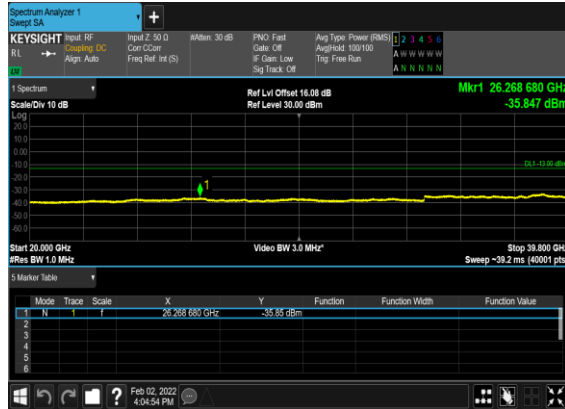 Spectrum Analyzer 1
Swept SA
+
KEYSIGHT Input: RF Input Z: 50 Ω #Atten: 30 dB PNO: Fast Avg Type: Power (RMS) 1 2 3 4 5 6
RL Coupling: DC Corr CCorr Gate: Off Avg|Hold: 100/100 A W W W W W
Align: Auto Freq Ref: Int (S) IF Gain: Low Trig: Free Run
Sig Track: Off A N N N N N
1 Spectrum Ref Lvl Offset 16.08 dB Mkr1 26.268 680 GHz
Scale/Div 10 dB Ref Level 30.00 dBm -35.847 dBm
Log
20.0
10.0
0.00
-10.0 DL1 -13.00 dBm
-20.0
-30.0 1
-40.0
-50.0
-60.0
Start 20.000 GHz Video BW 3.0 MHz* Stop 39.800 GHz
#Res BW 1.0 MHz Sweep ~39.2 ms (40001 pts)
5 Marker Table
Mode Trace Scale X Y Function Function Width Function Value
1 N 1 f 26.268 680 GHz -35.85 dBm
2
3
4
5
6
? Feb 02, 2022
4:04:54 PM